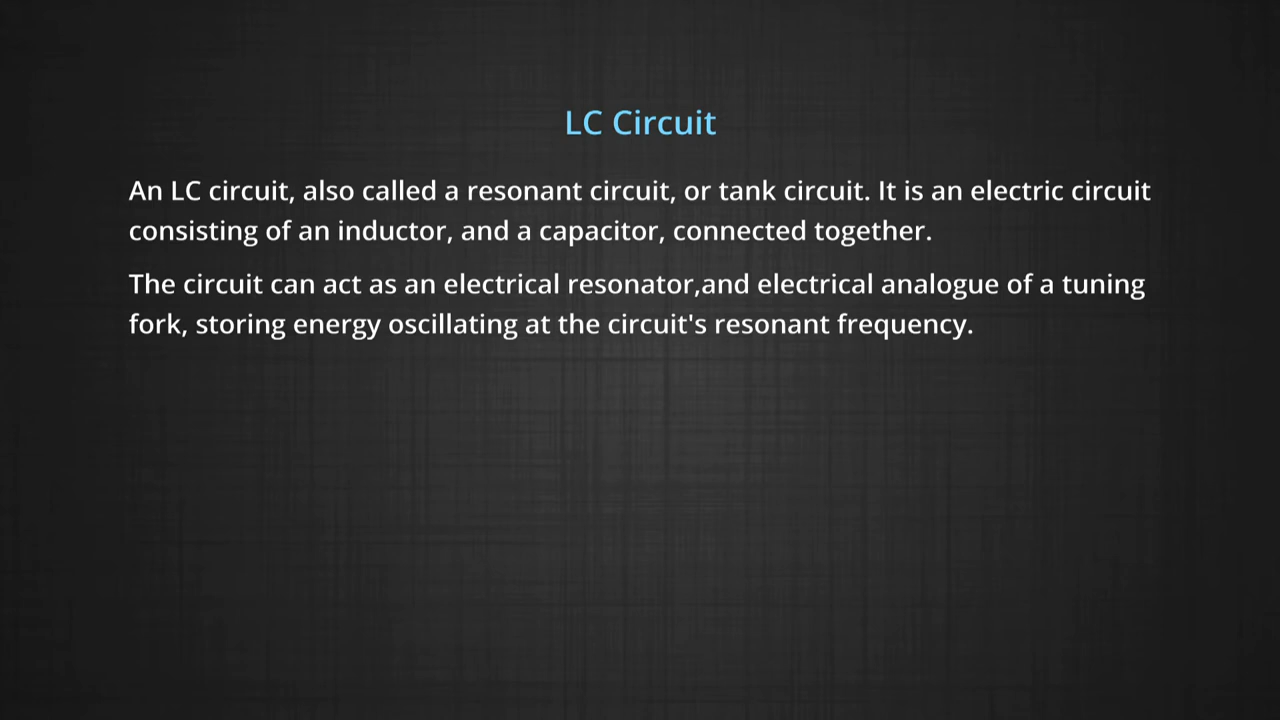 LC Circuit
An LC circuit, also called a resonant circuit, or tank circuit. It is an electric circuit
consisting of an inductor, and a capacitor, connected together.
The circuit can act as an electrical resonator,and electrical analogue of a tuning
fork, storing energy oscillating at the circuit's resonant frequency.